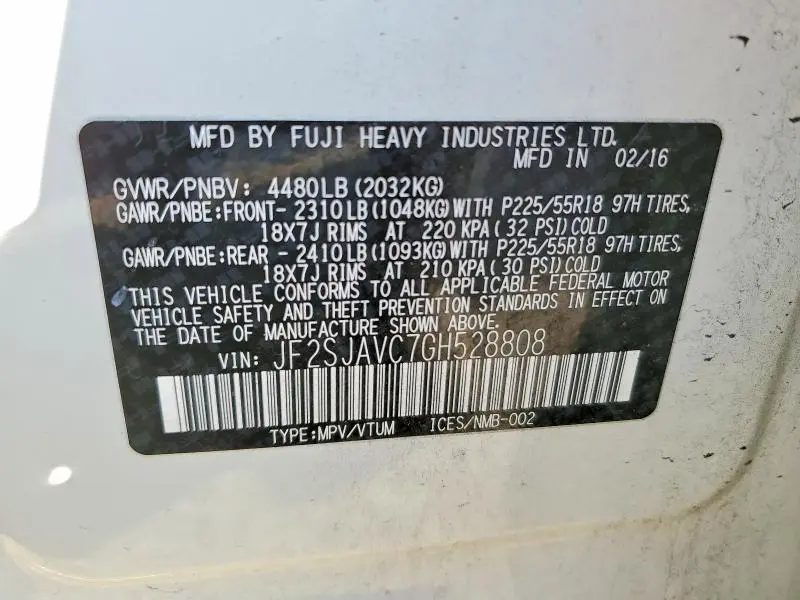 MFD BY FUJI HEAVY INDUSTRIES LTD.
MFD IN 02/16
GVWR/PNBV: 4480LB(2032KG)
GAWR/PNBE:FRONT- 2310LB(1048KG)WITH P225/55R18 97H TIRES,
18X7J RIMS AT 220 KPA(32 PSI)COLD
GAWR/PNBE:REAR - 2410LB(1093KG)WITH P225/55R18 97H TIRES,
18X7J RIMS AT 210 KPA(30 PSI)COLD
THIS VEHICLE CONFORMS TO ALL APPLICABLE FEDERAL MOTOR
VEHICLE SAFETY AND THEFT PREVENTION STANDARDS IN EFFECT ON
THE DATE OF MANUFACTURE SHOWN ABOVE.
VIN: JF2SJAVC7GH528808
TYPE:MPV/VTUM ICES/NMB-002